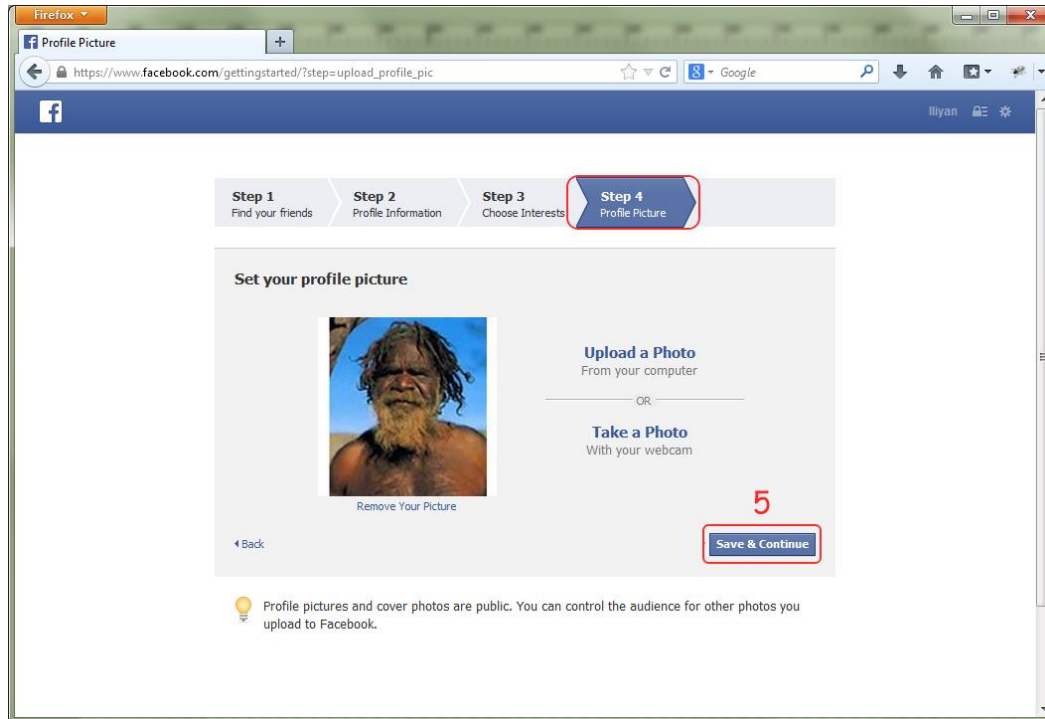 Firefox
Profile Picture
+
https://www.facebook.com/gettingstarted/?step=upload_profile_pic
8
Google
f
Iliyan
Step 1
Find your friends
Step 2
Profile Information
Step 3
Choose Interests
Step 4
Profile Picture
Set your profile picture
Upload a Photo
From your computer
OR
Take a Photo
With your webcam
Remove Your Picture
5
Back
Save & Continue
Profile pictures and cover photos are public. You can control the audience for other photos you
upload to Facebook.